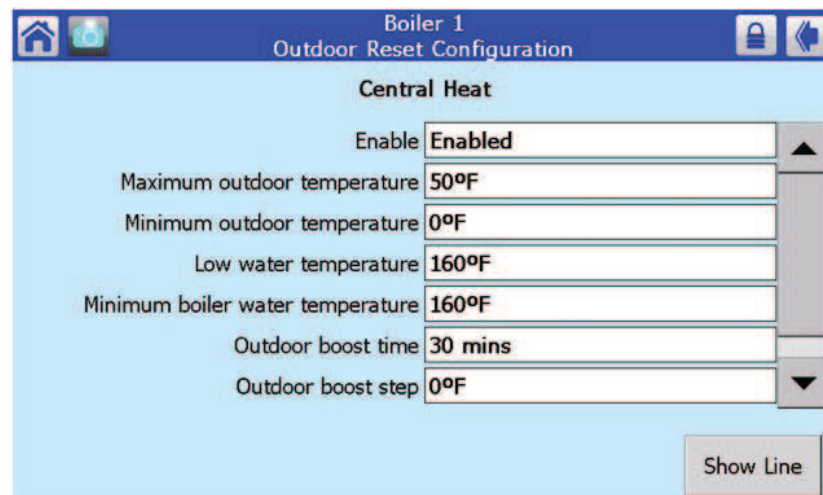 Boiler 1
Outdoor Reset Configuration
Central Heat
Enable Enabled
Maximum outdoor temperature 50ºF
Minimum outdoor temperature 0ºF
Low water temperature 160ºF
Minimum boiler water temperature 160ºF
Outdoor boost time 30 mins
Outdoor boost step 0ºF
Show Line